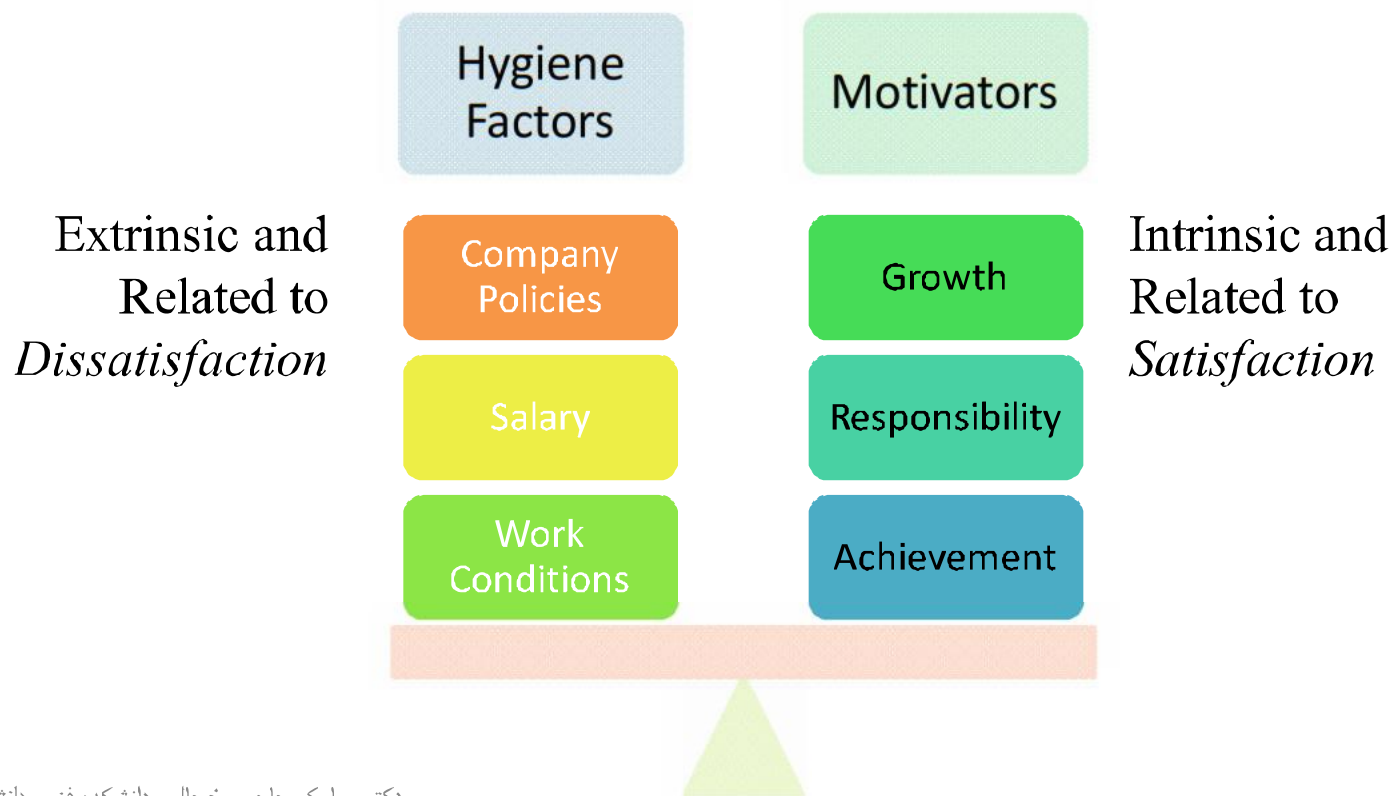 Hygiene
Factors
Motivators
Extrinsic and
Related to
Dissatisfaction
Company
Policies
Salary
Work
Conditions
Growth
Responsibility
Achievement
Intrinsic and
Related to
Satisfaction